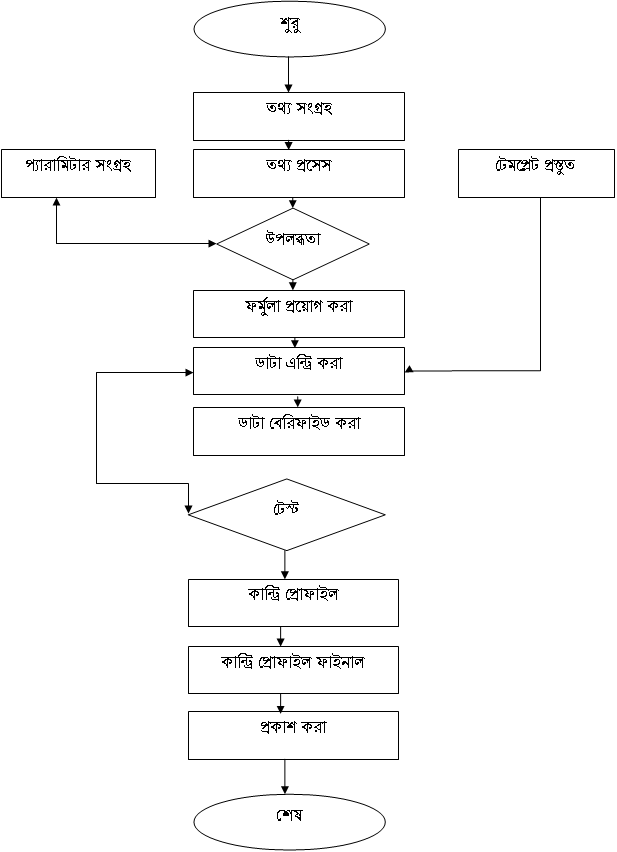 শুরু
তথ্য সংগ্রহ
প্যারামিটার সংগ্রহ
তথ্য প্রসেস
টেমপ্লেট প্রস্তুত
উপলব্ধতা
ফর্মুলা প্রয়োগ করা
ডাটা এন্ট্রি করা
ডাটা বেরিফাইড করা
টেস্ট
কান্ট্রি প্রোফাইল
কান্ট্রি প্রোফাইল ফাইনাল
প্রকাশ করা
শেষ